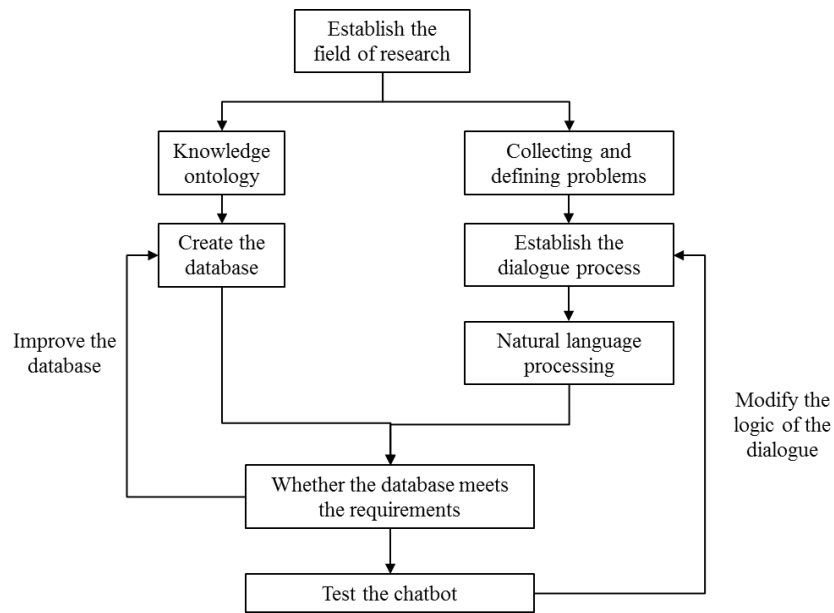 Establish the
field of research
Knowledge
ontology
Collecting and
defining problems
Create the
database
Establish the
dialogue process
Improve the
database
Natural language
processing
Modify the
logic of the
dialogue
Whether the database meets
the requirements
Test the chatbot